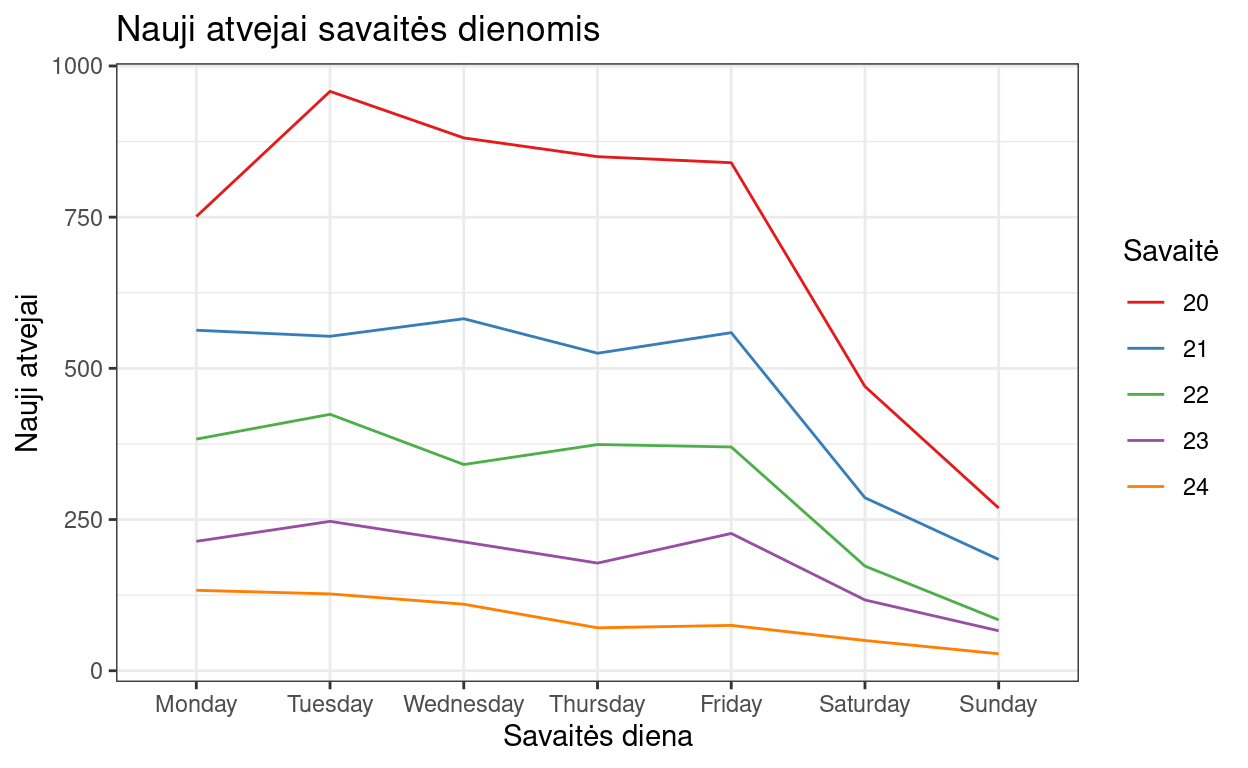 Nauji atvejai savaitės dienomis
Nauji atvejai
1000
750
500
250
0
Monday Tuesday Wednesday Thursday Friday Saturday Sunday
Savaitės diena
Savaitė
20
21
22
23
24